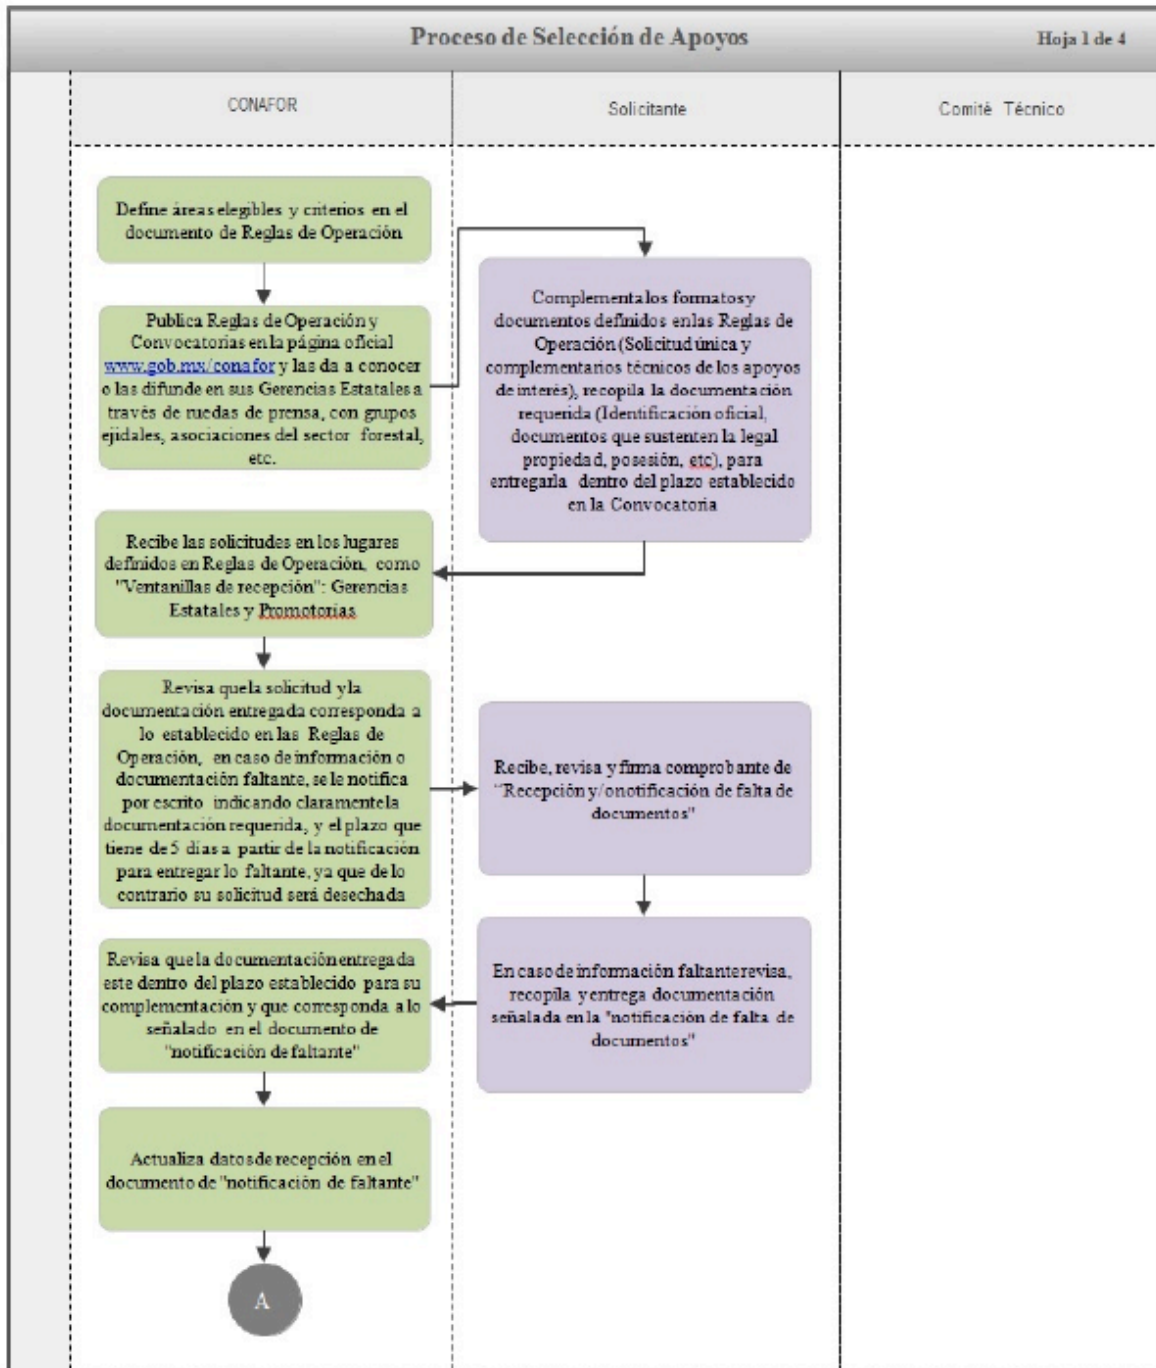 Proceso de Selección de Apoyos
Hoja 1 de 4
CONAFOR
Solicitante
Comité Técnico
Define áreas elegibles y criterios en el
documento de Reglas de Operación
Publica Reglas de Operación y
Convocatorias en la página oficial
www.gob.mx/conafor y las da a conocer
o las difunde en sus Gerencias Estatales a
través de ruedas de prensa, con grupos
ejidales, asociaciones del sector forestal,
etc.
Complementa los formatos y
documentos definidos en las Reglas de
Operación (Solicitud única y
complementarios técnicos de los apoyos
de interés), recopila la documentación
requerida (Identificación oficial,
documentos que sustenten la legal
propiedad, posesión, etc), para
entregarla dentro del plazo establecido
en la Convocatoria
Recibe las solicitudes en los lugares
definidos en Reglas de Operación, como
"Ventanillas de recepción": Gerencias
Estatales y Promotorias
Revisa que la solicitud y la
documentación entregada corresponda a
lo establecido en las Reglas de
Operación, en caso de información o
documentación faltante, se le notifica
por escrito indicando claramente la
documentación requerida, y el plazo que
tiene de 5 días a partir de la notificación
para entregar lo faltante, ya que de lo
contrario su solicitud será desechada
Recibe, revisa y firma comprobante de
"Recepción y/o notificación de falta de
documentos"
En caso de información faltante revisa,
recopila y entrega documentación
señalada en la "notificación de falta de
documentos"
Revisa que la documentación entregada
este dentro del plazo establecido para su
complementación y que corresponda a lo
señalado en el documento de
"notificación de faltante"
Actualiza datos de recepción en el
documento de "notificación de faltante"
A